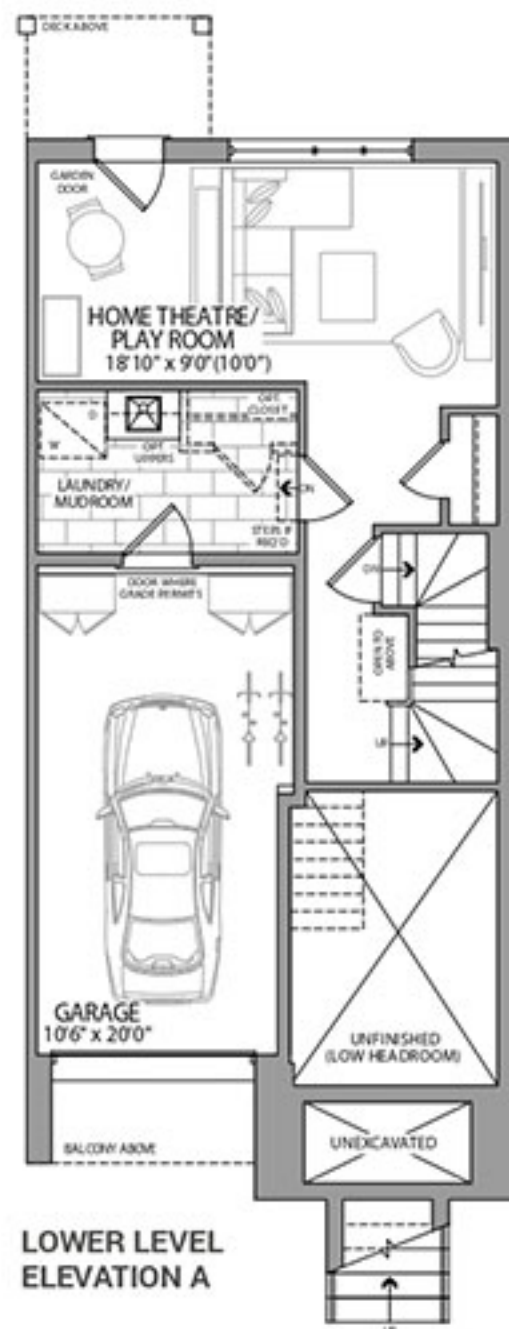 DECK ABOVE
GARDEN
DOOR
HOME THEATRE/
PLAY ROOM
18'10" x 9'0"(10'0")
OPT.
CLOSET
D
W
OPT.
UPPERS
LAUNDRY/
MUDROOM
DN
STEPS IF
REQ'D
DOOR WHERE
GRADE PERMITS
DN
OPEN TO
ABOVE
UP
GARAGE
10'6" x 20'0"
UNFINISHED
(LOW HEADROOM)
UNEXCAVATED
BALCONY ABOVE
LOWER LEVEL
ELEVATION A